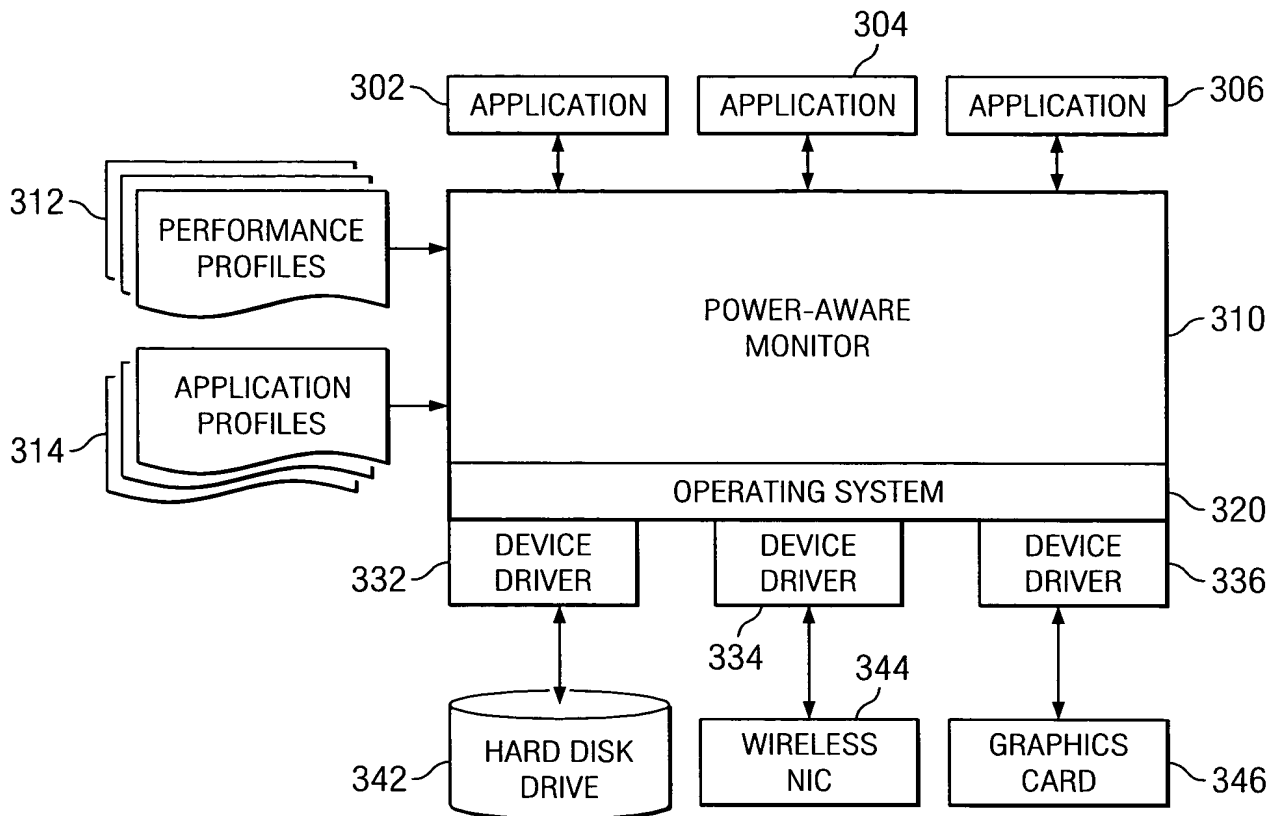 304
302
APPLICATION
APPLICATION
APPLICATION
306
312
PERFORMANCE
PROFILES
POWER-AWARE
MONITOR
310
APPLICATION
PROFILES
314
OPERATING SYSTEM
320
332
DEVICE
DRIVER
DEVICE
DRIVER
DEVICE
DRIVER
336
334
344
342
HARD DISK
DRIVE
WIRELESS
NIC
GRAPHICS
CARD
346